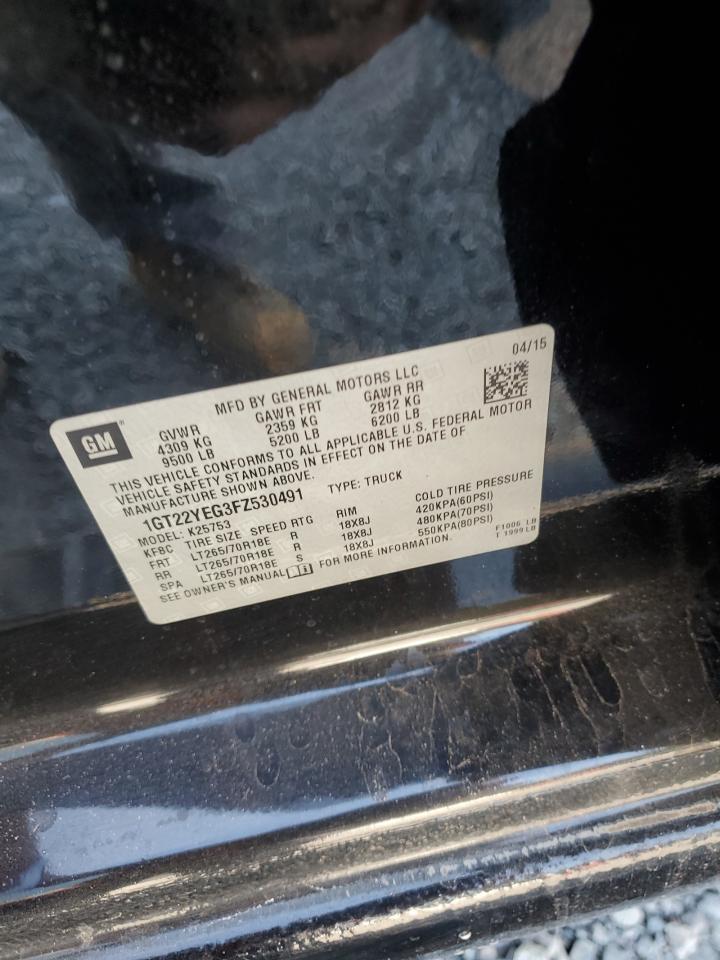 04/15
GM
MFD BY GENERAL MOTORS LLC
GVWR GAWR FRT GAWR RR
4309 KG 2359 KG 2812 KG
9500 LB 5200 LB 6200 LB
THIS VEHICLE CONFORMS TO ALL APPLICABLE U.S. FEDERAL MOTOR
VEHICLE SAFETY STANDARDS IN EFFECT ON THE DATE OF
MANUFACTURE SHOWN ABOVE.
1GT22YEG3FZ530491 TYPE: TRUCK
MODEL: K25753
KF8C TIRE SIZE SPEED RTG RIM COLD TIRE PRESSURE
FRT LT265/70R18E R 18X8J 420KPA(60PSI)
RR LT265/70R18E R 18X8J 480KPA(70PSI)
SPA LT265/70R18E S 18X8J 550KPA(80PSI)
SEE OWNER'S MANUAL FOR MORE INFORMATION.
F1006 LB
T 1999 LB